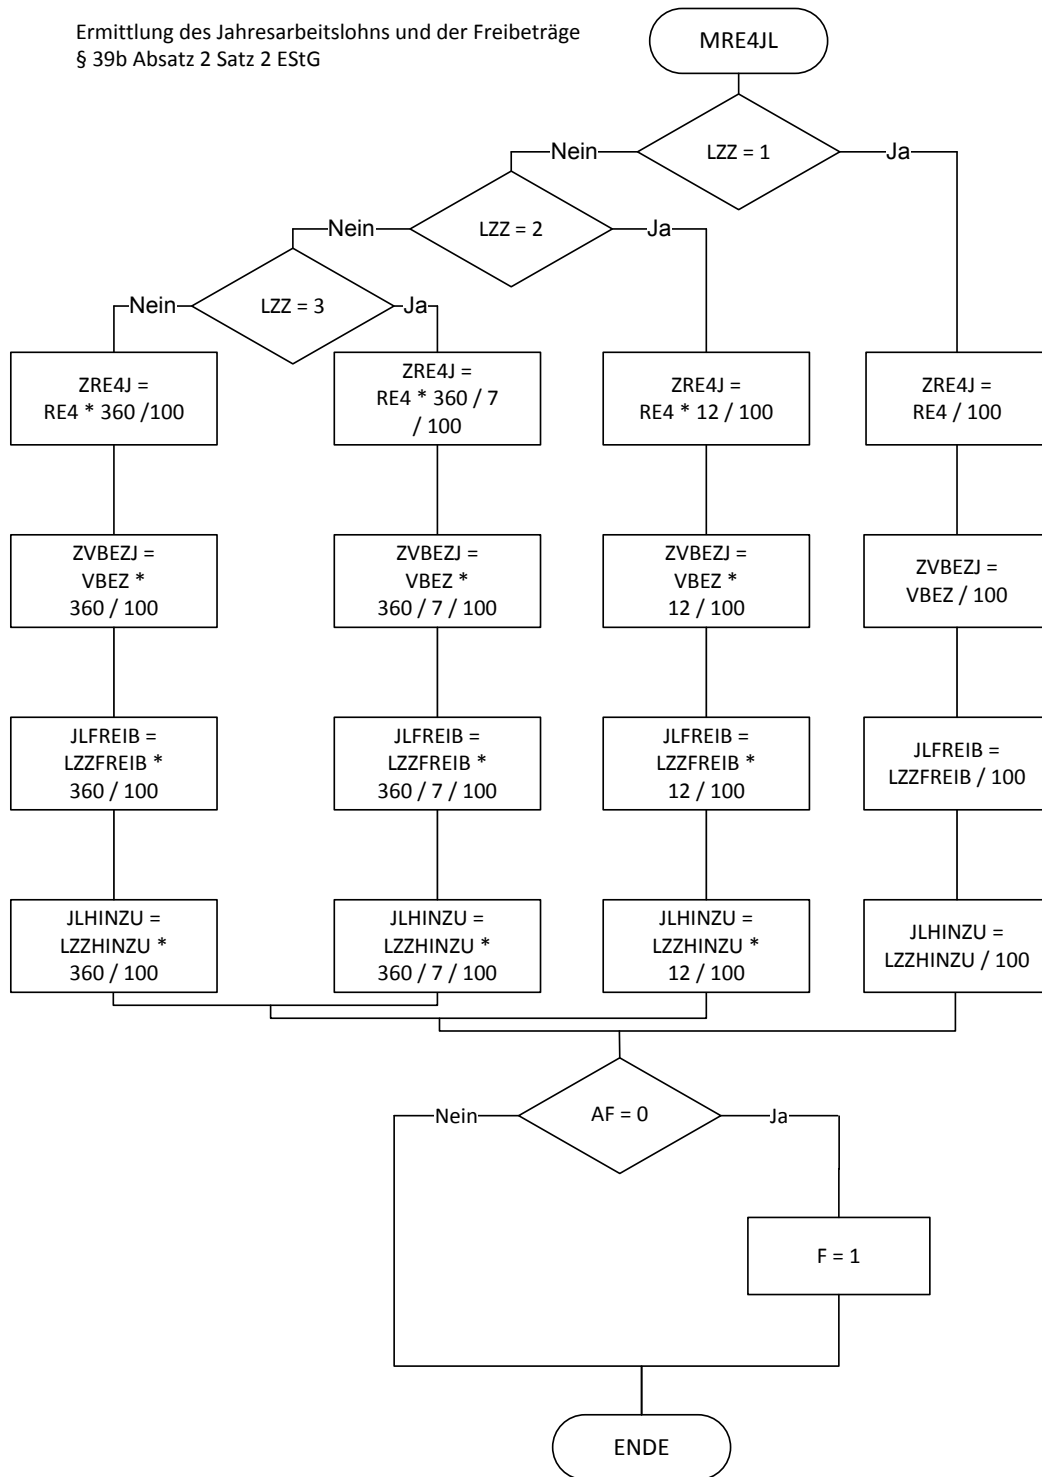 Ermittlung des Jahresarbeitslohns und der Freibeträge
§ 39b Absatz 2 Satz 2 EStG
MRE4JL
LZZ = 1
Nein
Ja
LZZ = 2
Nein
Ja
LZZ = 3
Nein
Ja
ZRE4J =
RE4 * 360 /100
ZRE4J =
RE4 * 360 / 7
/ 100
ZRE4J =
RE4 * 12 / 100
ZRE4J =
RE4 / 100
ZVBEZJ =
VBEZ *
360 / 100
ZVBEZJ =
VBEZ *
360 / 7 / 100
ZVBEZJ =
VBEZ *
12 / 100
ZVBEZJ =
VBEZ / 100
JLFREIB =
LZZFREIB *
360 / 100
JLFREIB =
LZZFREIB *
360 / 7 / 100
JLFREIB =
LZZFREIB *
12 / 100
JLFREIB =
LZZFREIB / 100
JLHINZU =
LZZHINZU *
360 / 100
JLHINZU =
LZZHINZU *
360 / 7 / 100
JLHINZU =
LZZHINZU *
12 / 100
JLHINZU =
LZZHINZU / 100
AF = 0
Nein
Ja
F = 1
ENDE